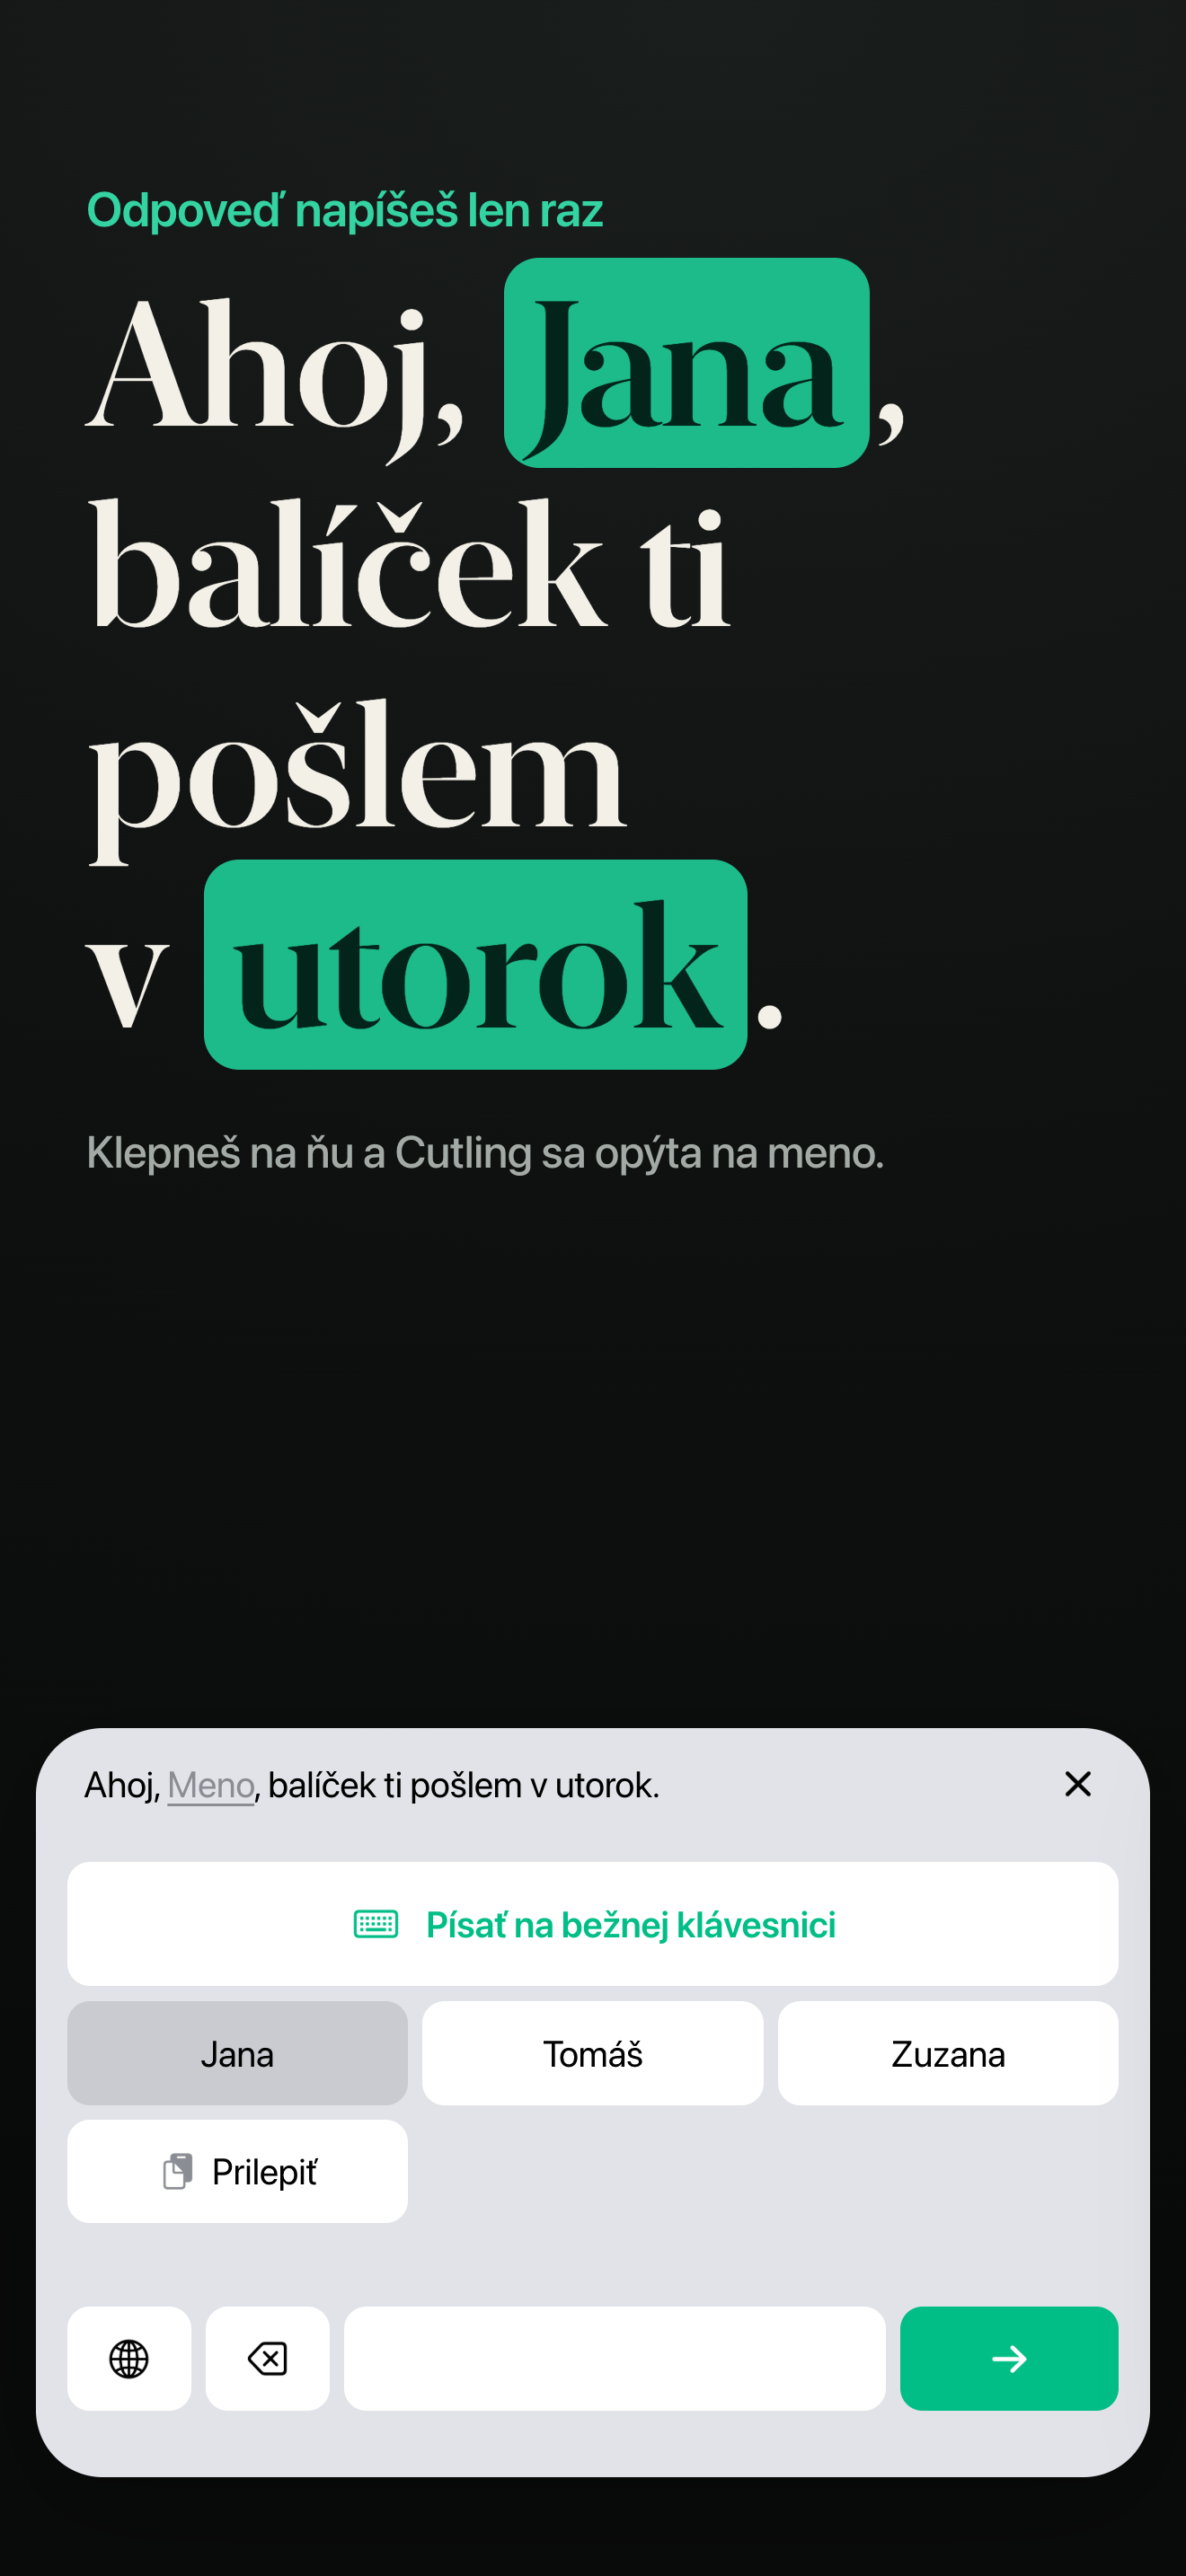 Odpoveď napíšeš len raz
Ahoj, Jana,
balíček ti
pošlem
v utorok.
Klepneš na ňu a Cutling sa opýta na meno.
Ahoj, Meno, balíček ti pošlem v utorok.
Písať na bežnej klávesnici
Jana
Tomáš
Zuzana
Prilepiť